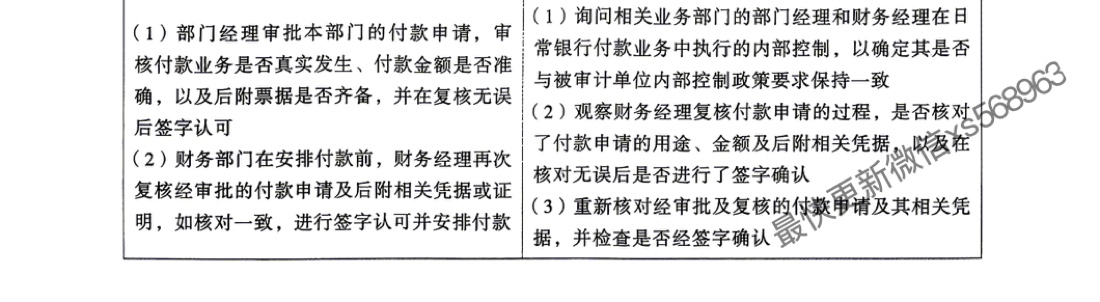 （1）部门经理审批本部门的付款申请，审
核付款业务是否真实发生、付款金额是否准
确，以及后附票据是否齐备，并在复核无误
后签字认可
（2）财务部门在安排付款前，财务经理再次
复核经审批的付款申请及后附相关凭据或证
明，如核对一致，进行签字认可并安排付款
（1）询问相关业务部门的部门经理和财务经理在日
常银行付款业务中执行的内部控制，以确定其是否
与被审计单位内部控制政策要求保持一致
（2）观察财务经理复核付款申请的过程，是否核对
了付款申请的用途、金额及后附相关凭据，以及在
核对无误后是否进行了签字确认
（3）重新核对经审批及复核的付款申请及其相关凭
据，并检查是否经签字确认
最快更新微信xs568963